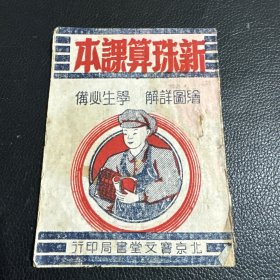 新珠算課本
繪圖詳解 學生必備
北京寶文堂書局印行